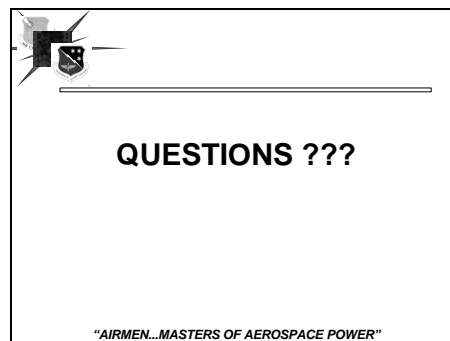 QUESTIONS ???
“AIRMEN...MASTERS OF AEROSPACE POWER”